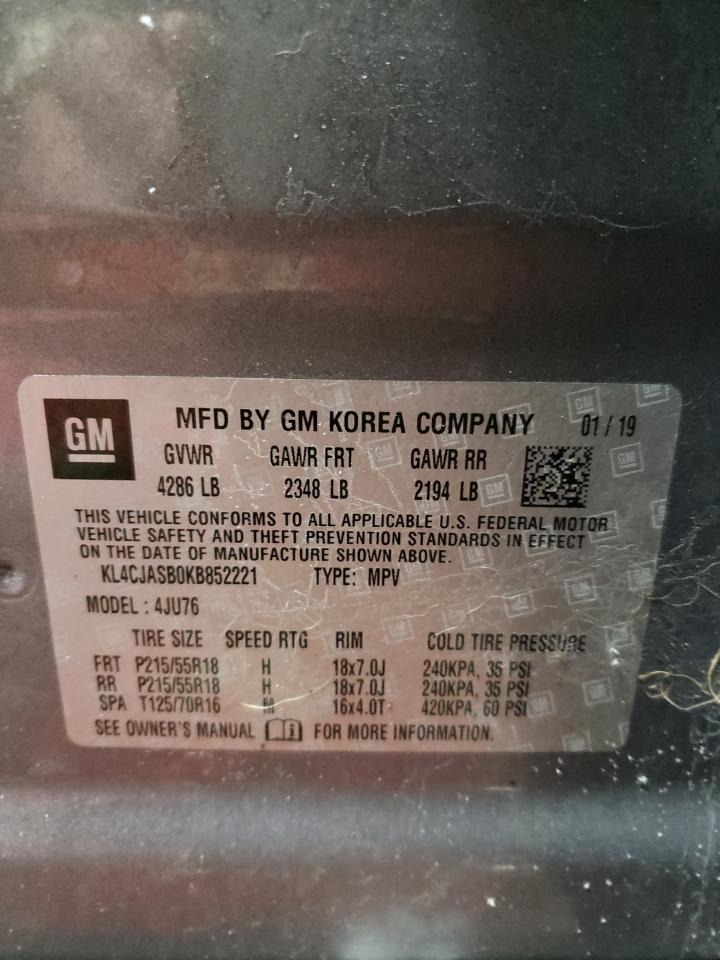 GM
MFD BY GM KOREA COMPANY 01 / 19
GVWR GAWR FRT GAWR RR
4286 LB 2348 LB 2194 LB
THIS VEHICLE CONFORMS TO ALL APPLICABLE U.S. FEDERAL MOTOR
VEHICLE SAFETY AND THEFT PREVENTION STANDARDS IN EFFECT
ON THE DATE OF MANUFACTURE SHOWN ABOVE.
KL4CJASB0KB852221 TYPE: MPV
MODEL : 4JU76
TIRE SIZE SPEED RTG RIM COLD TIRE PRESSURE
FRT P215/55R18 H 18x7.0J 240KPA, 35 PSI
RR P215/55R18 H 18x7.0J 240KPA, 35 PSI
SPA T125/70R16 M 16x4.0T 420KPA, 60 PSI
SEE OWNER'S MANUAL FOR MORE INFORMATION.